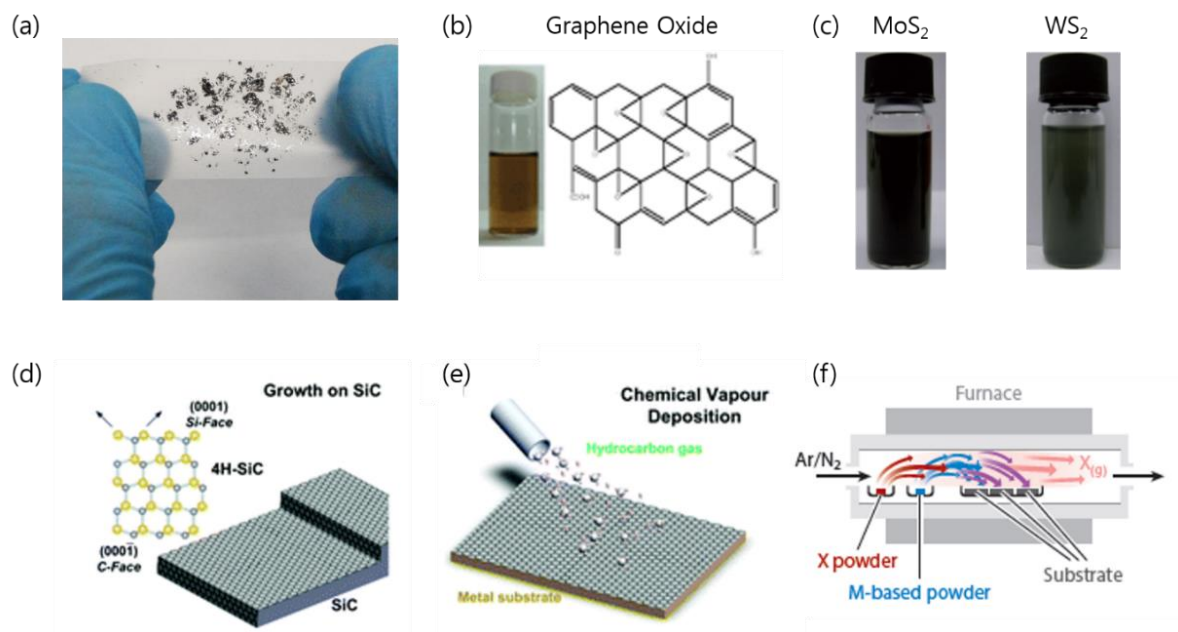 (a)
(b)
Graphene Oxide
(c)
MoS₂
WS₂
(d)
Growth on SiC
(0001)
Si-Face
4H-SiC
(0001̄)
C-Face
SiC
(e)
Chemical Vapour
Deposition
Hydrocarbon gas
Metal substrate
(f)
Furnace
Ar/N₂
X(g)
X powder
M-based powder
Substrate